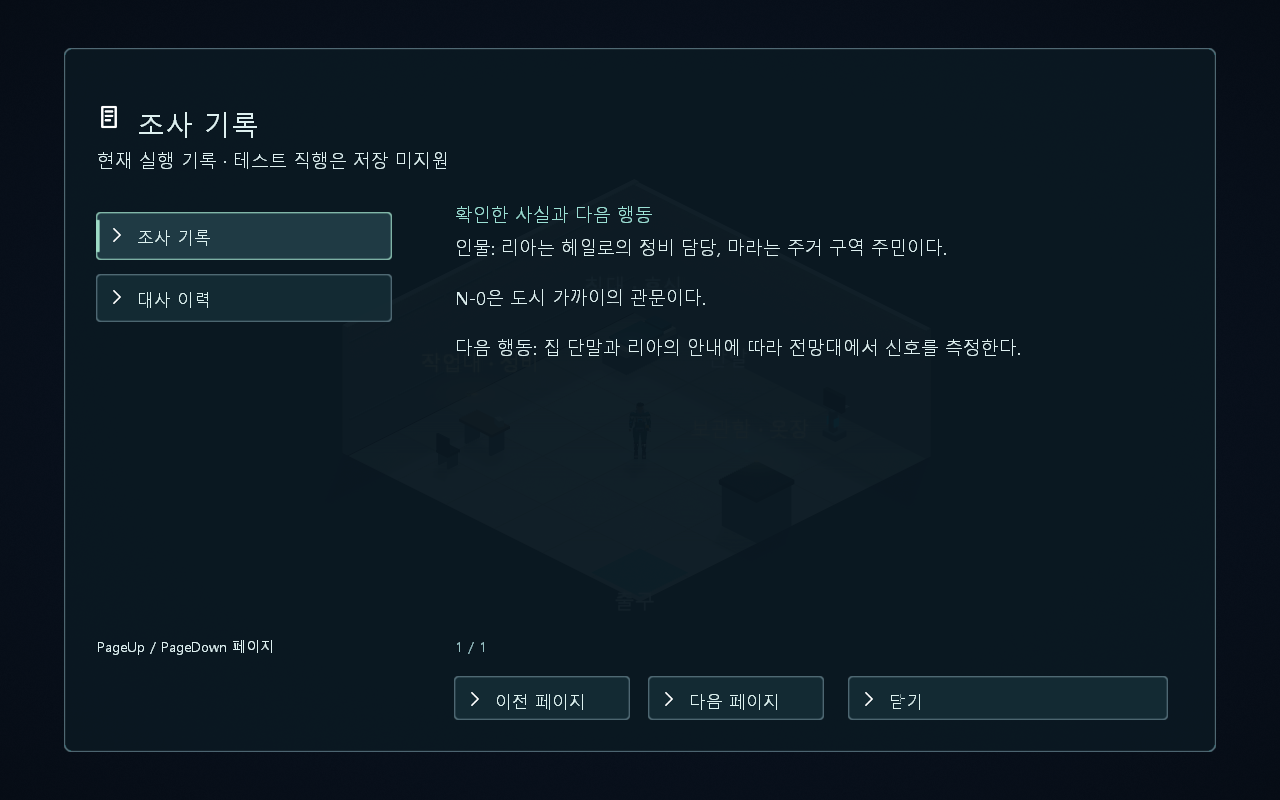 조사 기록
현재 실행 기록 · 테스트 직행은 저장 미지원
조사 기록
대사 이력
확인한 사실과 다음 행동
인물: 리아는 헤일로의 정비 담당, 마라는 주거 구역 주민이다.
N-0은 도시 가까이의 관문이다.
다음 행동: 집 단말과 리아의 안내에 따라 전망대에서 신호를 측정한다.
출구
PageUp / PageDown 페이지
1 / 1
이전 페이지
다음 페이지
닫기